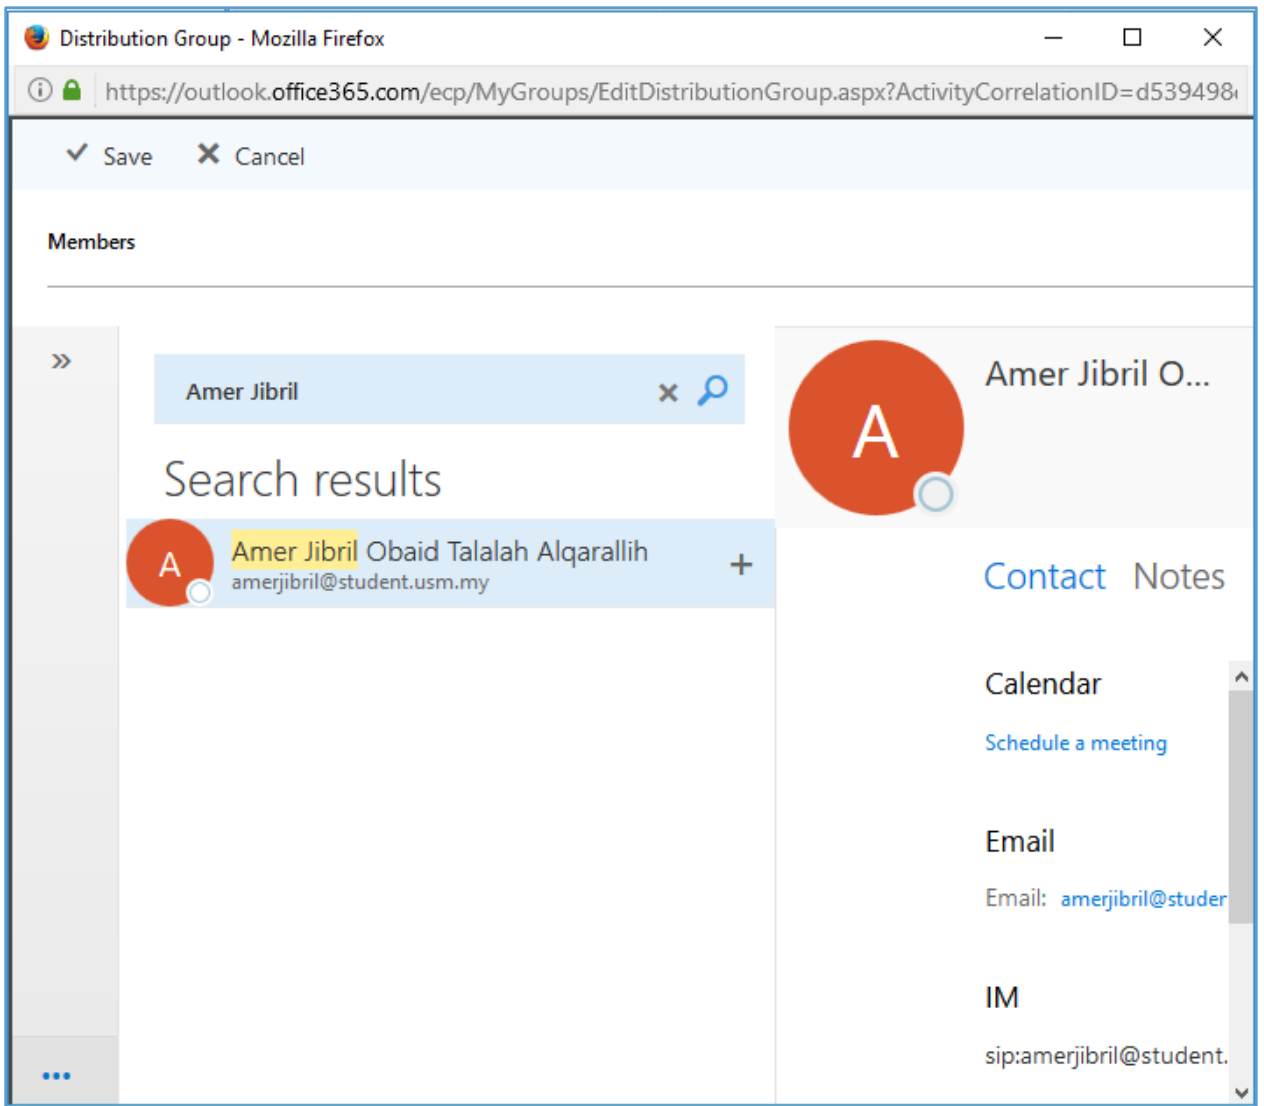 Distribution Group - Mozilla Firefox
https://outlook.office365.com/ecp/MyGroups/EditDistributionGroup.aspx?ActivityCorrelationID=d539498
Save Cancel
Members
Amer Jibril
Search results
A
Amer Jibril Obaid Talalah Alqarallih
amerjibril@student.usm.my
A
Amer Jibril O...
Contact Notes
Calendar
Schedule a meeting
Email
Email: amerjibril@studer
IM
sip:amerjibril@student.